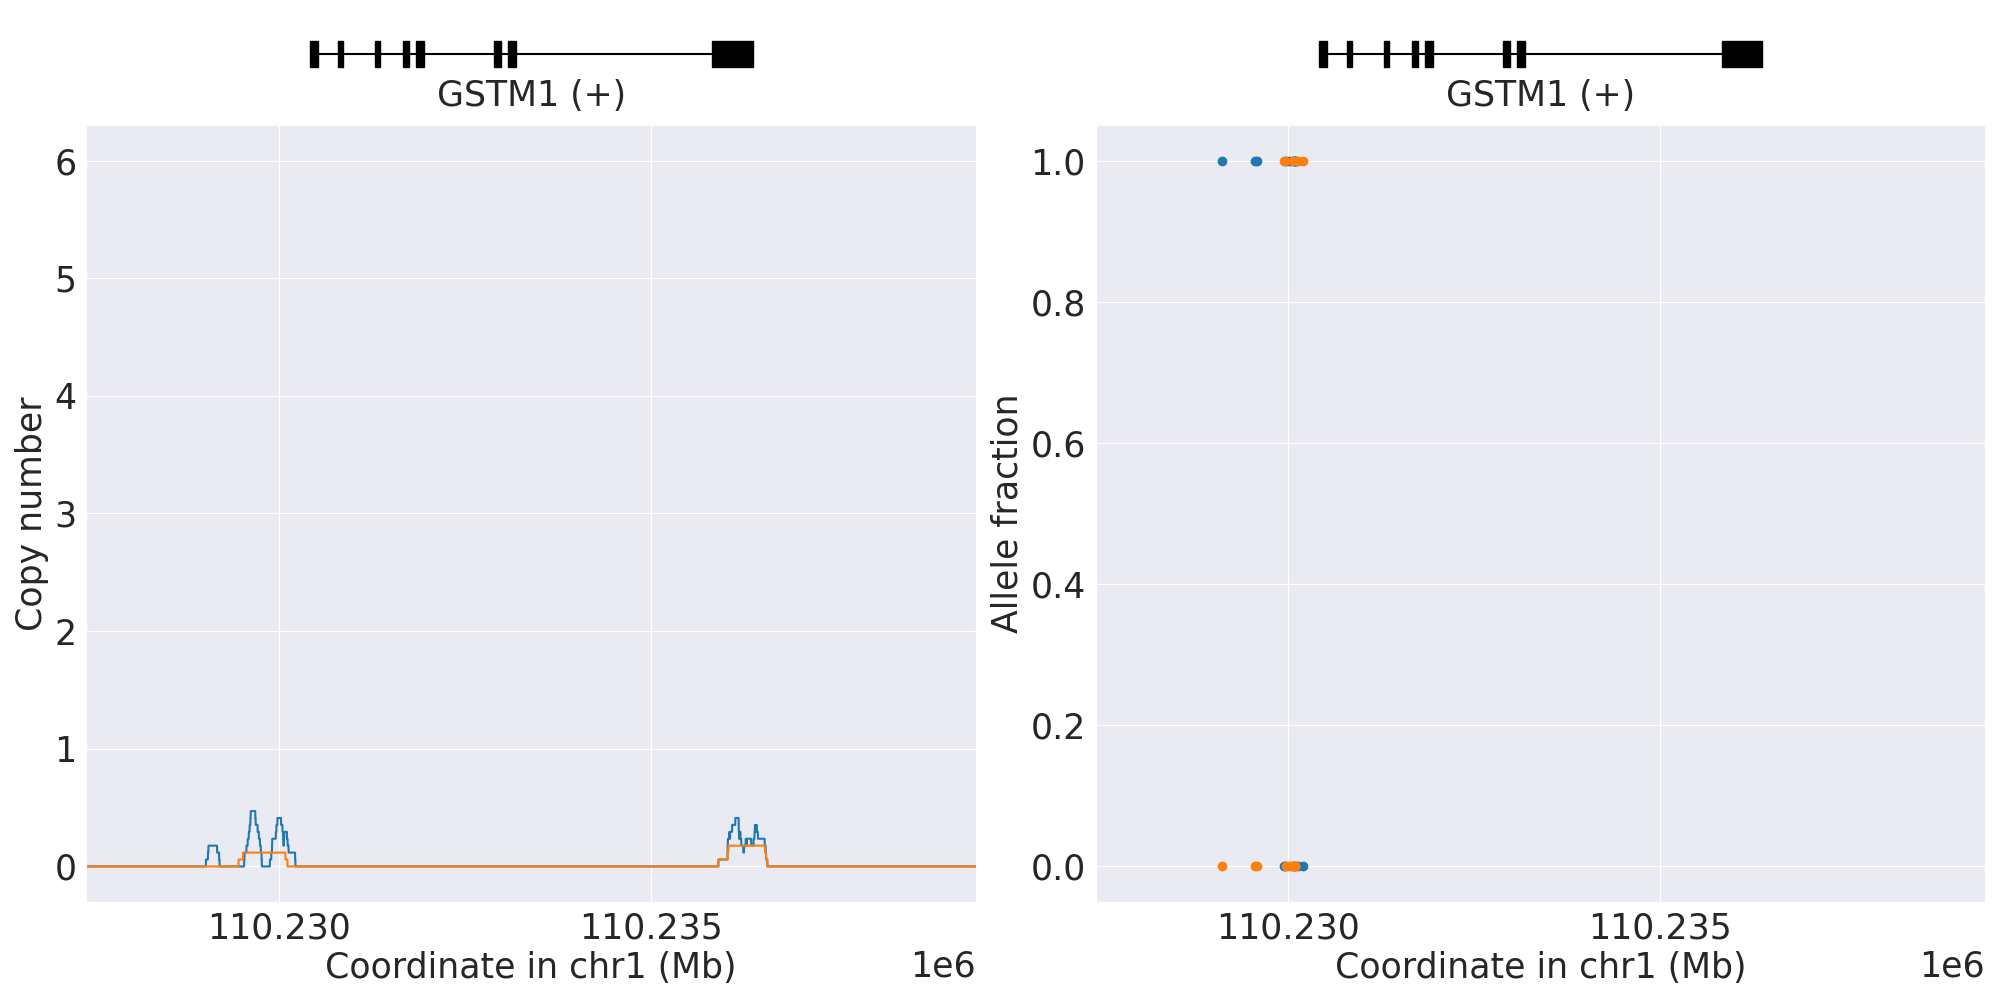 GSTM1 (+)
6
5
4
3
2
1
0
Copy number
110.230
110.235
Coordinate in chr1 (Mb)
1e6
GSTM1 (+)
1.0
0.8
0.6
0.4
0.2
0.0
Allele fraction
110.230
110.235
Coordinate in chr1 (Mb)
1e6